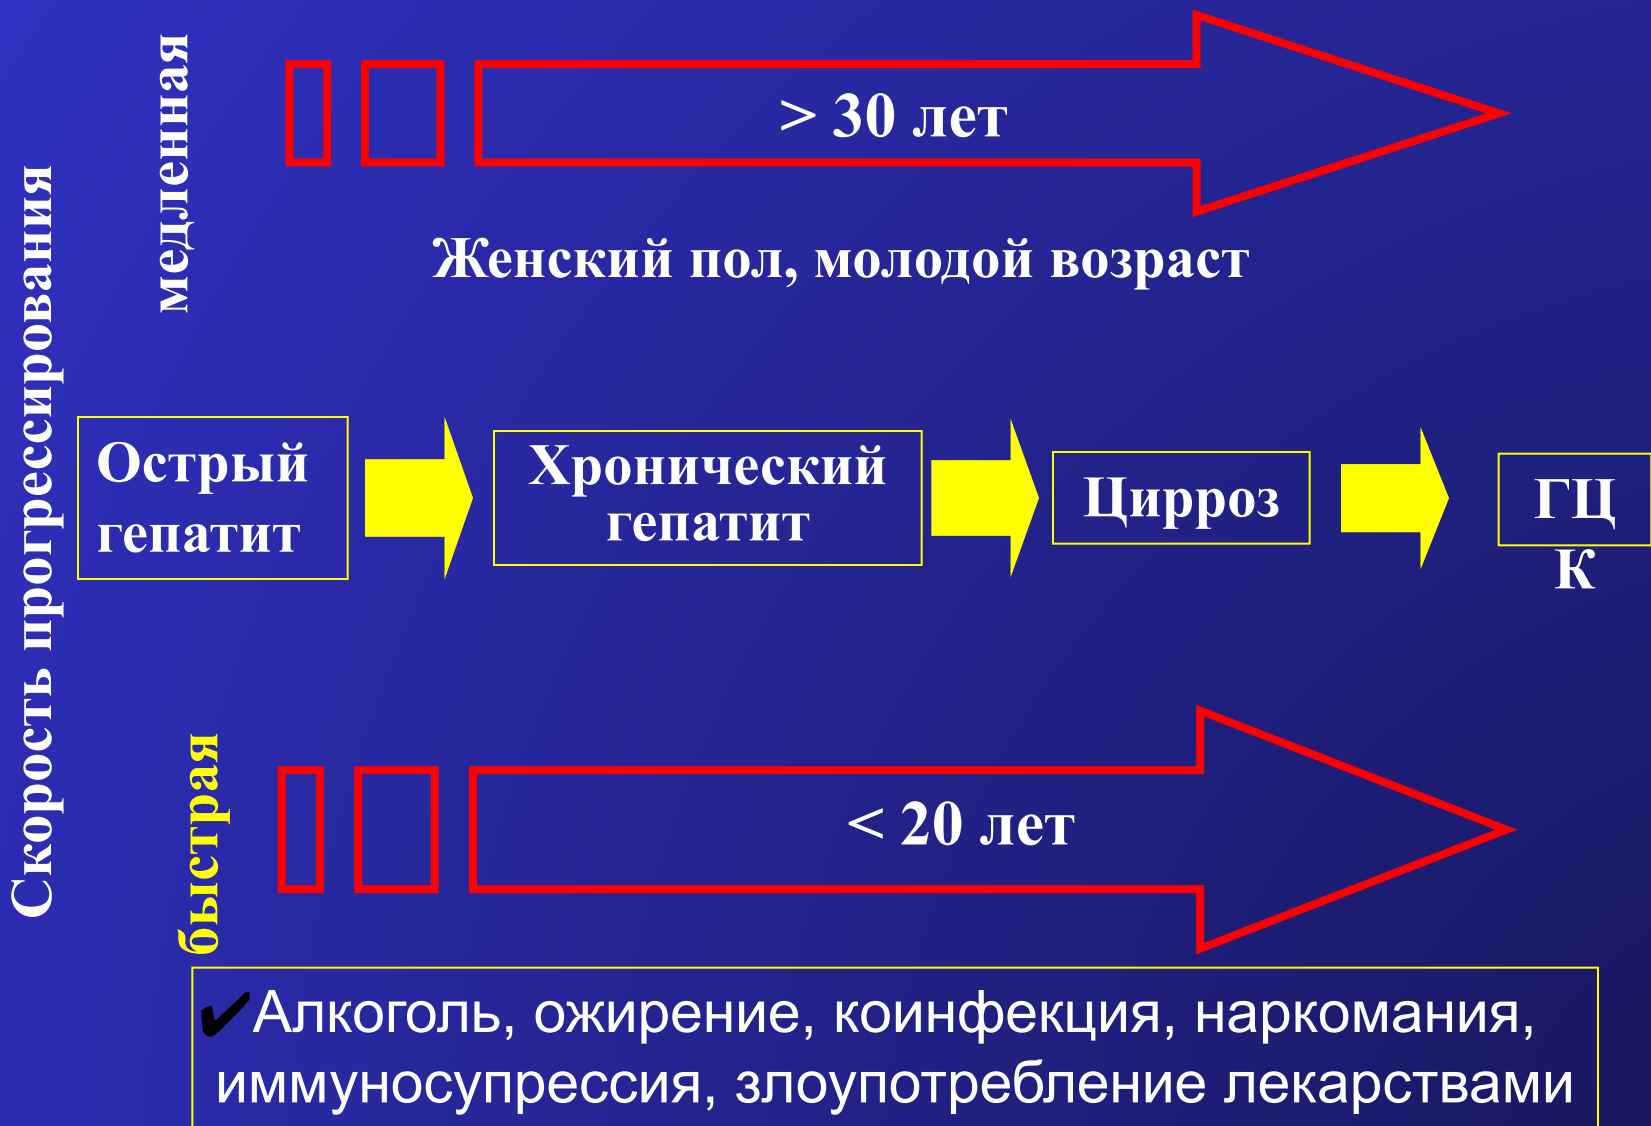 Скорость прогрессирования
медленная
> 30 лет
Женский пол, молодой возраст
Острый
гепатит
Хронический
гепатит
Цирроз
ГЦ
К
быстрая
< 20 лет
✔Алкоголь, ожирение, коинфекция, наркомания,
иммуносупрессия, злоупотребление лекарствами